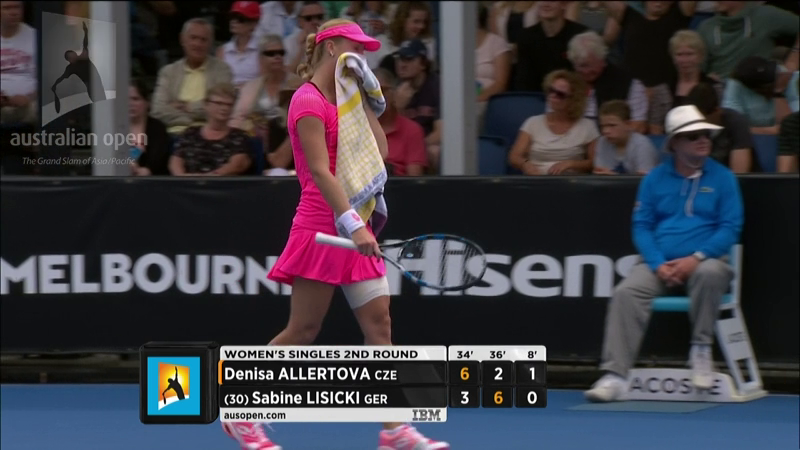 australian open
The Grand Slam of Asia/Pacific
MELBOURNE
Hisense
LACOSTE
WOMEN'S SINGLES 2ND ROUND 34' 36' 8'
Denisa ALLERTOVA CZE 6 2 1
(30) Sabine LISICKI GER 3 6 0
ausopen.com IBM